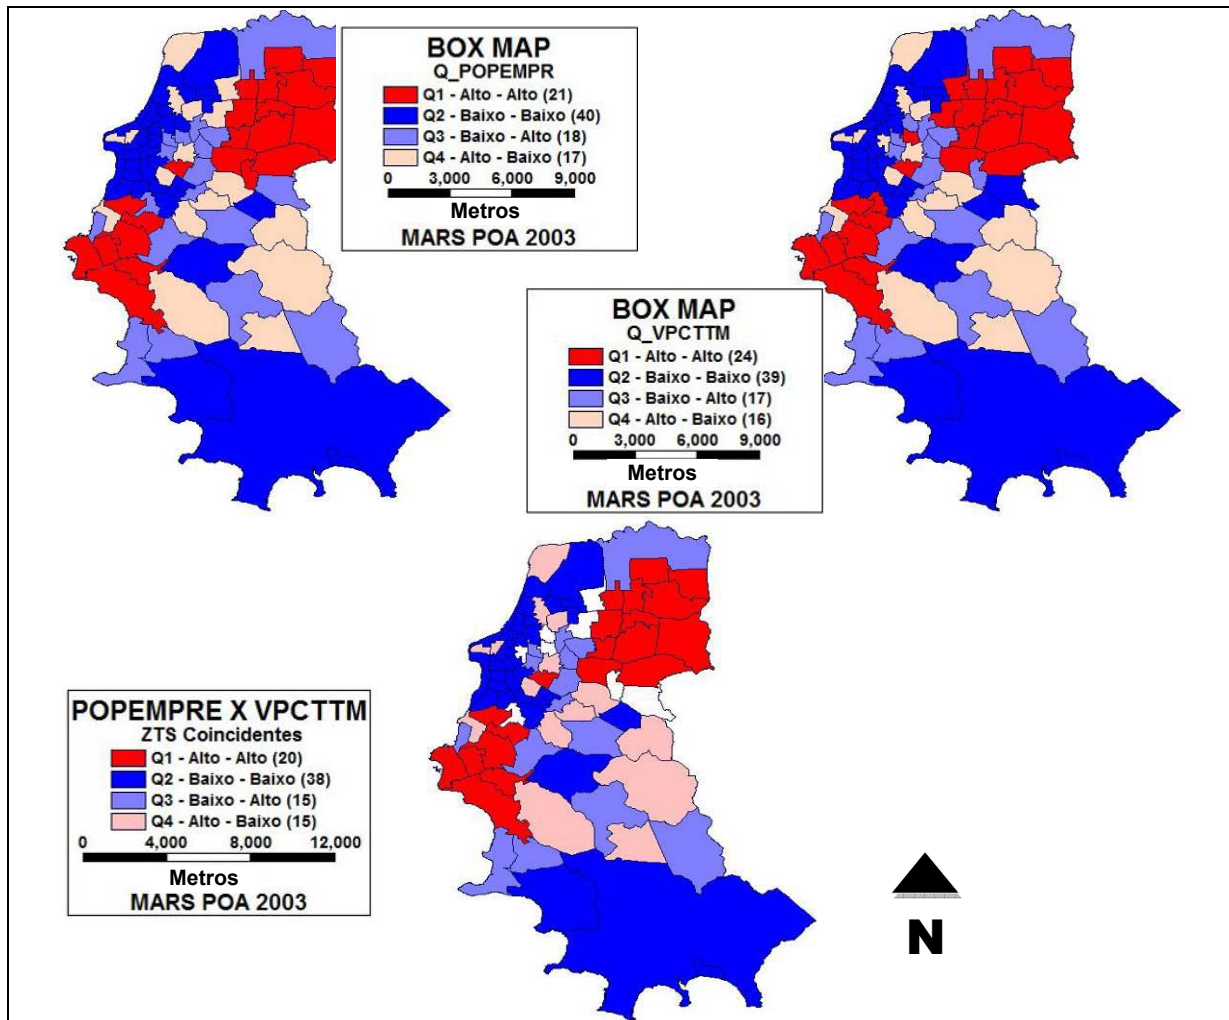 BOX MAP
Q_POPEMPR
Q1 - Alto - Alto (21)
Q2 - Baixo - Baixo (40)
Q3 - Baixo - Alto (18)
Q4 - Alto - Baixo (17)
0 3,000 6,000 9,000
Metros
MARS POA 2003
BOX MAP
Q_VPCTTM
Q1 - Alto - Alto (24)
Q2 - Baixo - Baixo (39)
Q3 - Baixo - Alto (17)
Q4 - Alto - Baixo (16)
0 3,000 6,000 9,000
Metros
MARS POA 2003
POPEMPRE X VPCTTM
ZTS Coincidentes
Q1 - Alto - Alto (20)
Q2 - Baixo - Baixo (38)
Q3 - Baixo - Alto (15)
Q4 - Alto - Baixo (15)
0 4,000 8,000 12,000
Metros
MARS POA 2003
N